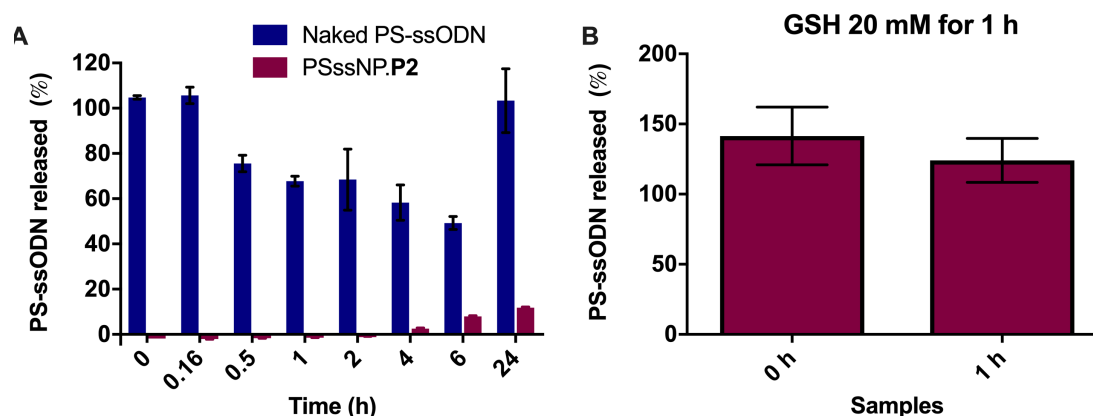 A
Naked PS-ssODN
PSssNP.P2
PS-ssODN released (%)
120
100
80
60
40
20
0
0
0.16
0.5
1
2
4
6
24
Time (h)
B
GSH 20 mM for 1 h
PS-ssODN released (%)
200
150
100
50
0
0 h
1 h
Samples